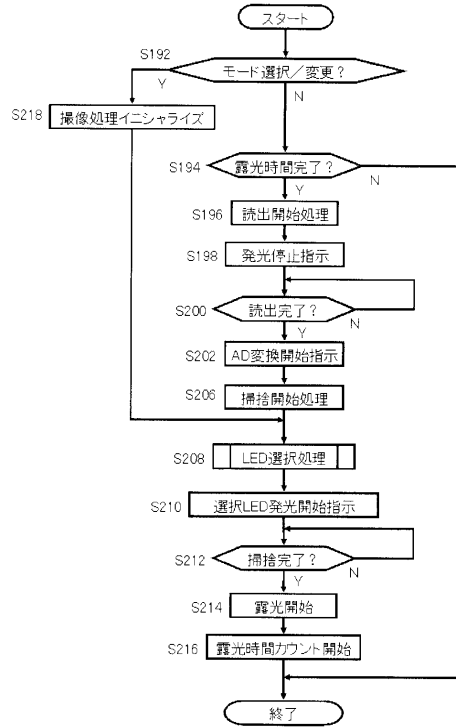 スタート
S192
モード選択／変更？
Y
N
S218
撮像処理イニシャライズ
S194
露光時間完了？
N
Y
S196
読出開始処理
S198
発光停止指示
S200
読出完了？
N
Y
S202
AD変換開始指示
S206
掃捨開始処理
S208
LED選択処理
S210
選択LED発光開始指示
S212
掃捨完了？
N
Y
S214
露光開始
S216
露光時間カウント開始
終了